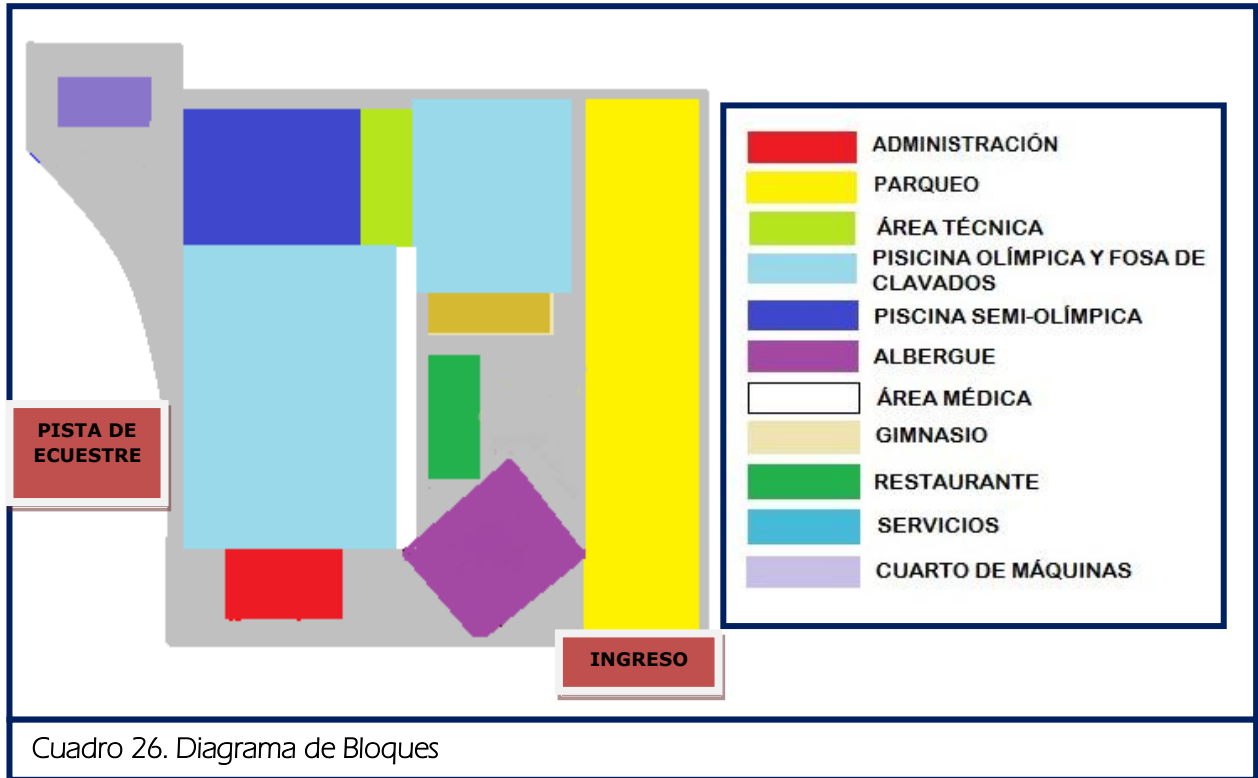 ADMINISTRACIÓN
PARQUEO
ÁREA TÉCNICA
PISICINA OLÍMPICA Y FOSA DE
CLAVADOS
PISCINA SEMI-OLÍMPICA
ALBERGUE
ÁREA MÉDICA
GIMNASIO
RESTAURANTE
SERVICIOS
CUARTO DE MÁQUINAS
PISTA DE
ECUESTRE
INGRESO
Cuadro 26. Diagrama de Bloques